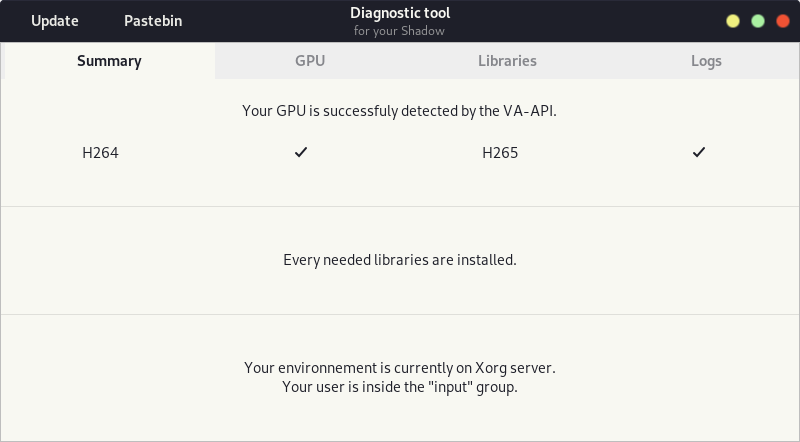 Update Pastebin Diagnostic tool
for your Shadow
Summary GPU Libraries Logs
Your GPU is successfuly detected by the VA-API.
H264 H265
Every needed libraries are installed.
Your environnement is currently on Xorg server.
Your user is inside the "input" group.